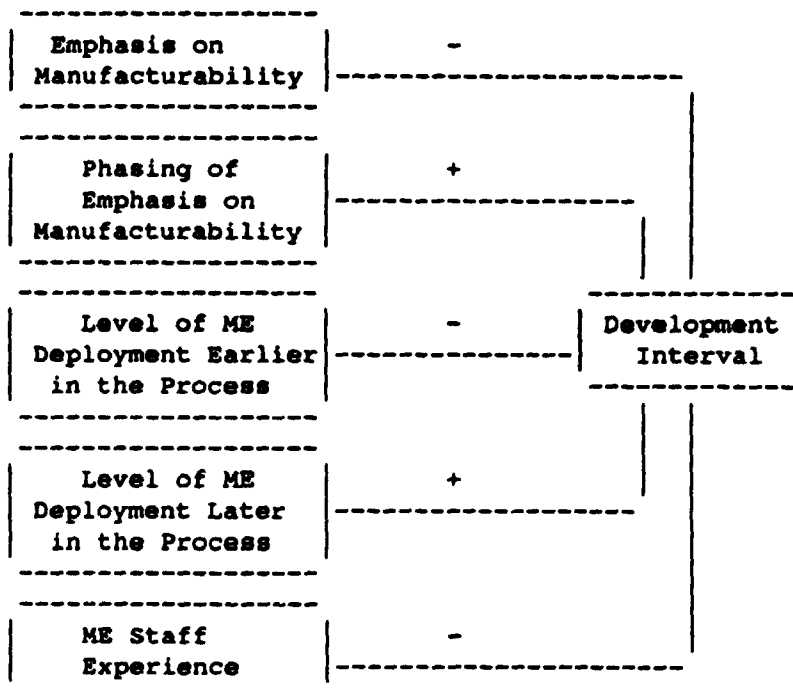 Emphasis on -
Manufacturability
Phasing of +
Emphasis on
Manufacturability
Level of ME -
Deployment Earlier
in the Process
Development
Interval
Level of ME +
Deployment Later
in the Process
ME Staff -
Experience